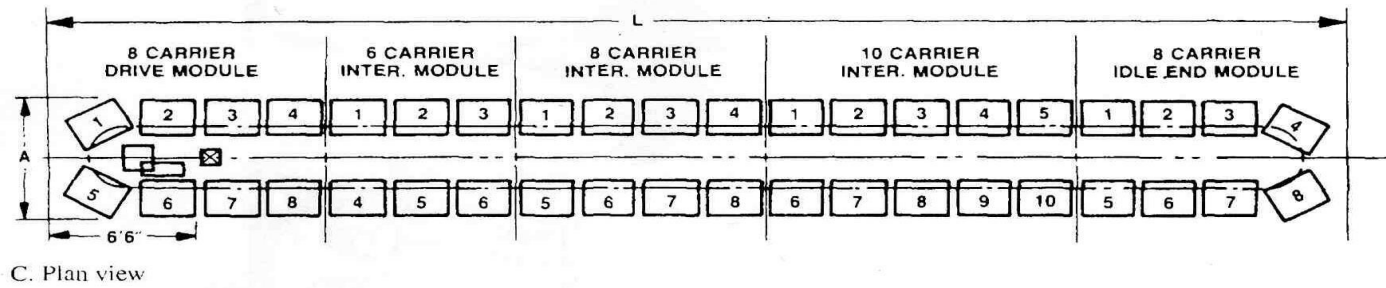 L
8 CARRIER
DRIVE MODULE
6 CARRIER
INTER. MODULE
8 CARRIER
INTER. MODULE
10 CARRIER
INTER. MODULE
8 CARRIER
IDLE END MODULE
1 2 3 4 1 2 3 1 2 3 4 1 2 3 4 5 1 2 3 4
A
5 6 7 8 4 5 6 5 6 7 8 6 7 8 9 10 5 6 7 8
6'6"
C. Plan view